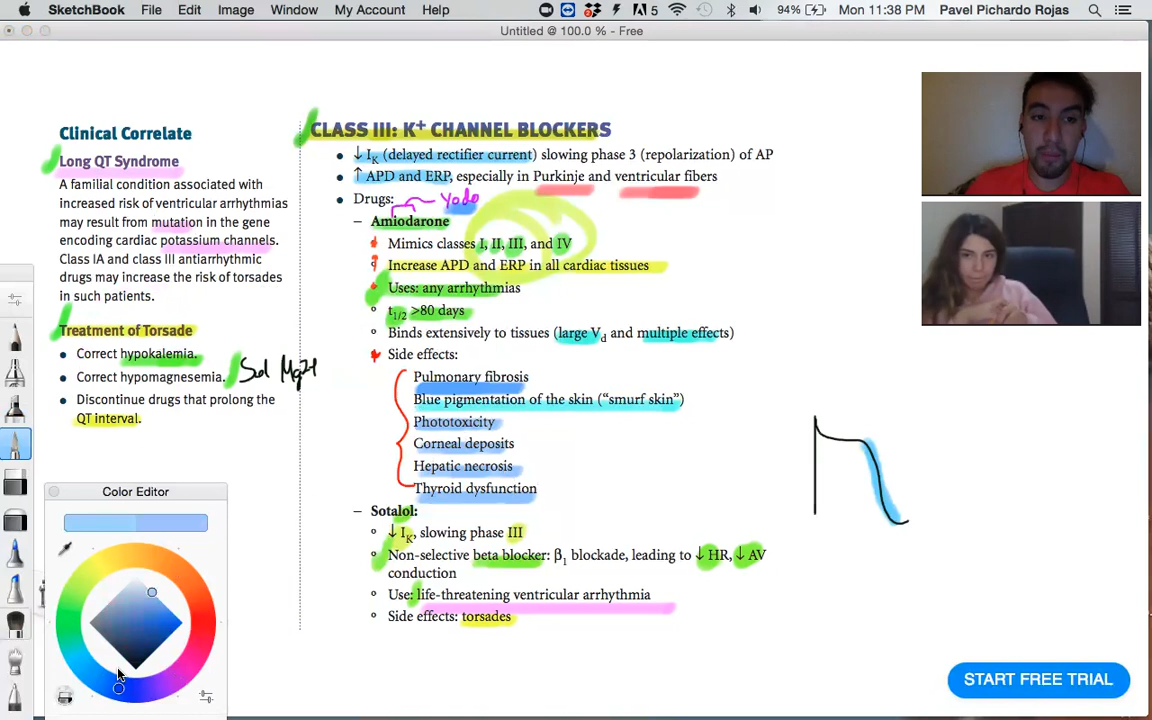 SketchBook File Edit Image Window My Account Help 5 94% Mon 11:38 PM Pavel Pichardo Rojas
Untitled @ 100.0 % - Free
Clinical Correlate
Long QT Syndrome
A familial condition associated with
increased risk of ventricular arrhythmias
may result from mutation in the gene
encoding cardiac potassium channels.
Class IA and class III antiarrhythmic
drugs may increase the risk of torsades
in such patients.
Treatment of Torsade
• Correct hypokalemia.
• Correct hypomagnesemia. Sol Mg2+
• Discontinue drugs that prolong the
QT interval.
Color Editor
CLASS III: K+ CHANNEL BLOCKERS
• ↓ IK (delayed rectifier current) slowing phase 3 (repolarization) of AP
• ↑ APD and ERP, especially in Purkinje and ventricular fibers
• Drugs: Yodo
– Amiodarone
° Mimics classes I, II, III, and IV
° Increase APD and ERP in all cardiac tissues
° Uses: any arrhythmias
° t1/2 >80 days
° Binds extensively to tissues (large Vd and multiple effects)
° Side effects:
Pulmonary fibrosis
Blue pigmentation of the skin (“smurf skin”)
Phototoxicity
Corneal deposits
Hepatic necrosis
Thyroid dysfunction
– Sotalol:
° ↓ IK, slowing phase III
° Non-selective beta blocker: β1 blockade, leading to ↓ HR, ↓ AV
conduction
° Use: life-threatening ventricular arrhythmia
° Side effects: torsades
START FREE TRIAL